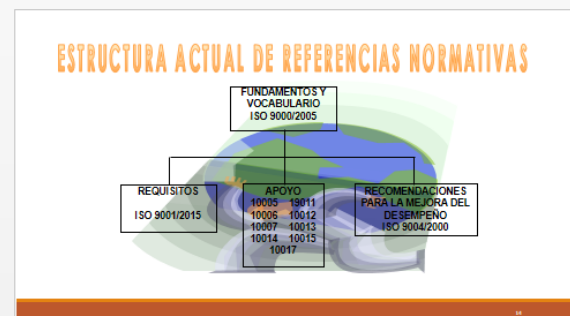 ESTRUCTURA ACTUAL DE REFERENCIAS NORMATIVAS
FUNDAMENTOS Y
VOCABULARIO
ISO 9000/2005
REQUISITOS
ISO 9001/2015
APOYO
10005 19011
10006 10012
10007 10013
10014 10015
10017
RECOMENDACIONES
PARA LA MEJORA DEL
DESEMPEÑO
ISO 9004/2000